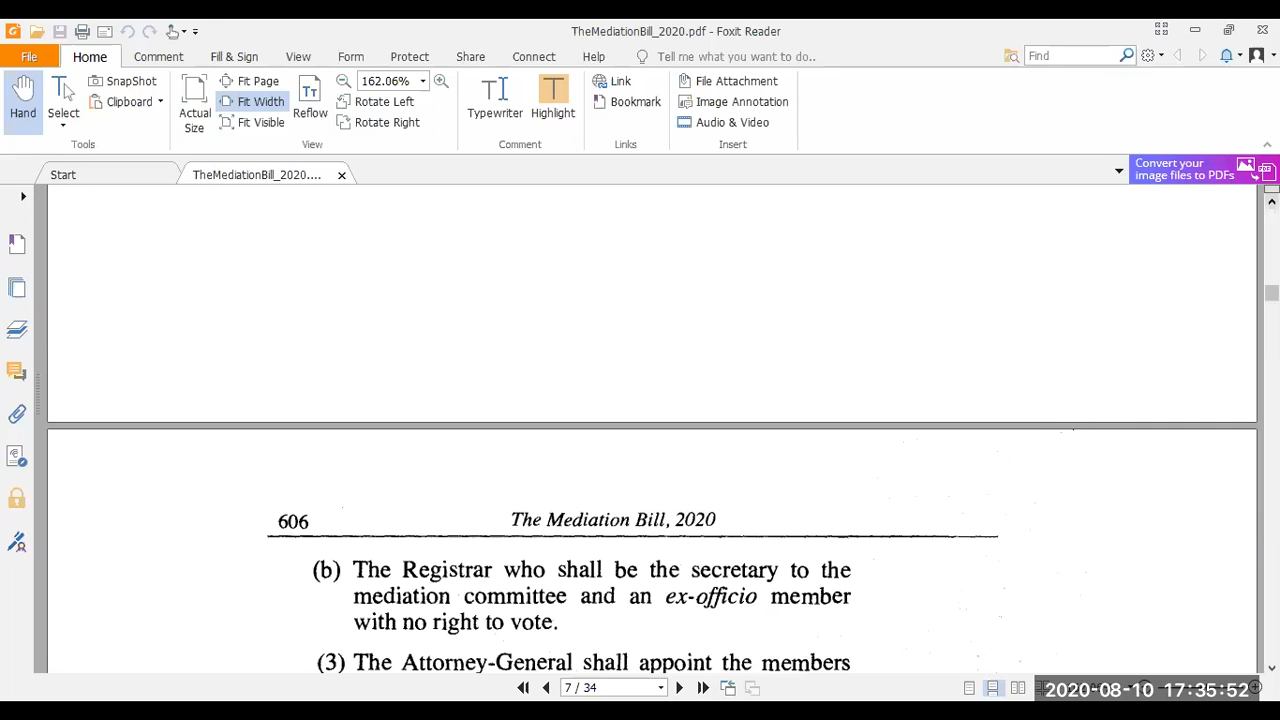 TheMediationBill_2020.pdf - Foxit Reader
File Home Comment Fill & Sign View Form Protect Share Connect Help Tell me what you want to do.. Find
Hand Select SnapShot Clipboard Actual Size Fit Page Fit Width Fit Visible Reflow 162.06% Rotate Left Rotate Right Typewriter Highlight Link Bookmark File Attachment Image Annotation Audio & Video
Tools View Comment Links Insert
Start TheMediationBill_2020....
Convert your
image files to PDFs
606 The Mediation Bill, 2020
(b) The Registrar who shall be the secretary to the
mediation committee and an ex-officio member
with no right to vote.
(3) The Attorney-General shall appoint the members
7 / 34
2020-08-10 17:35:52